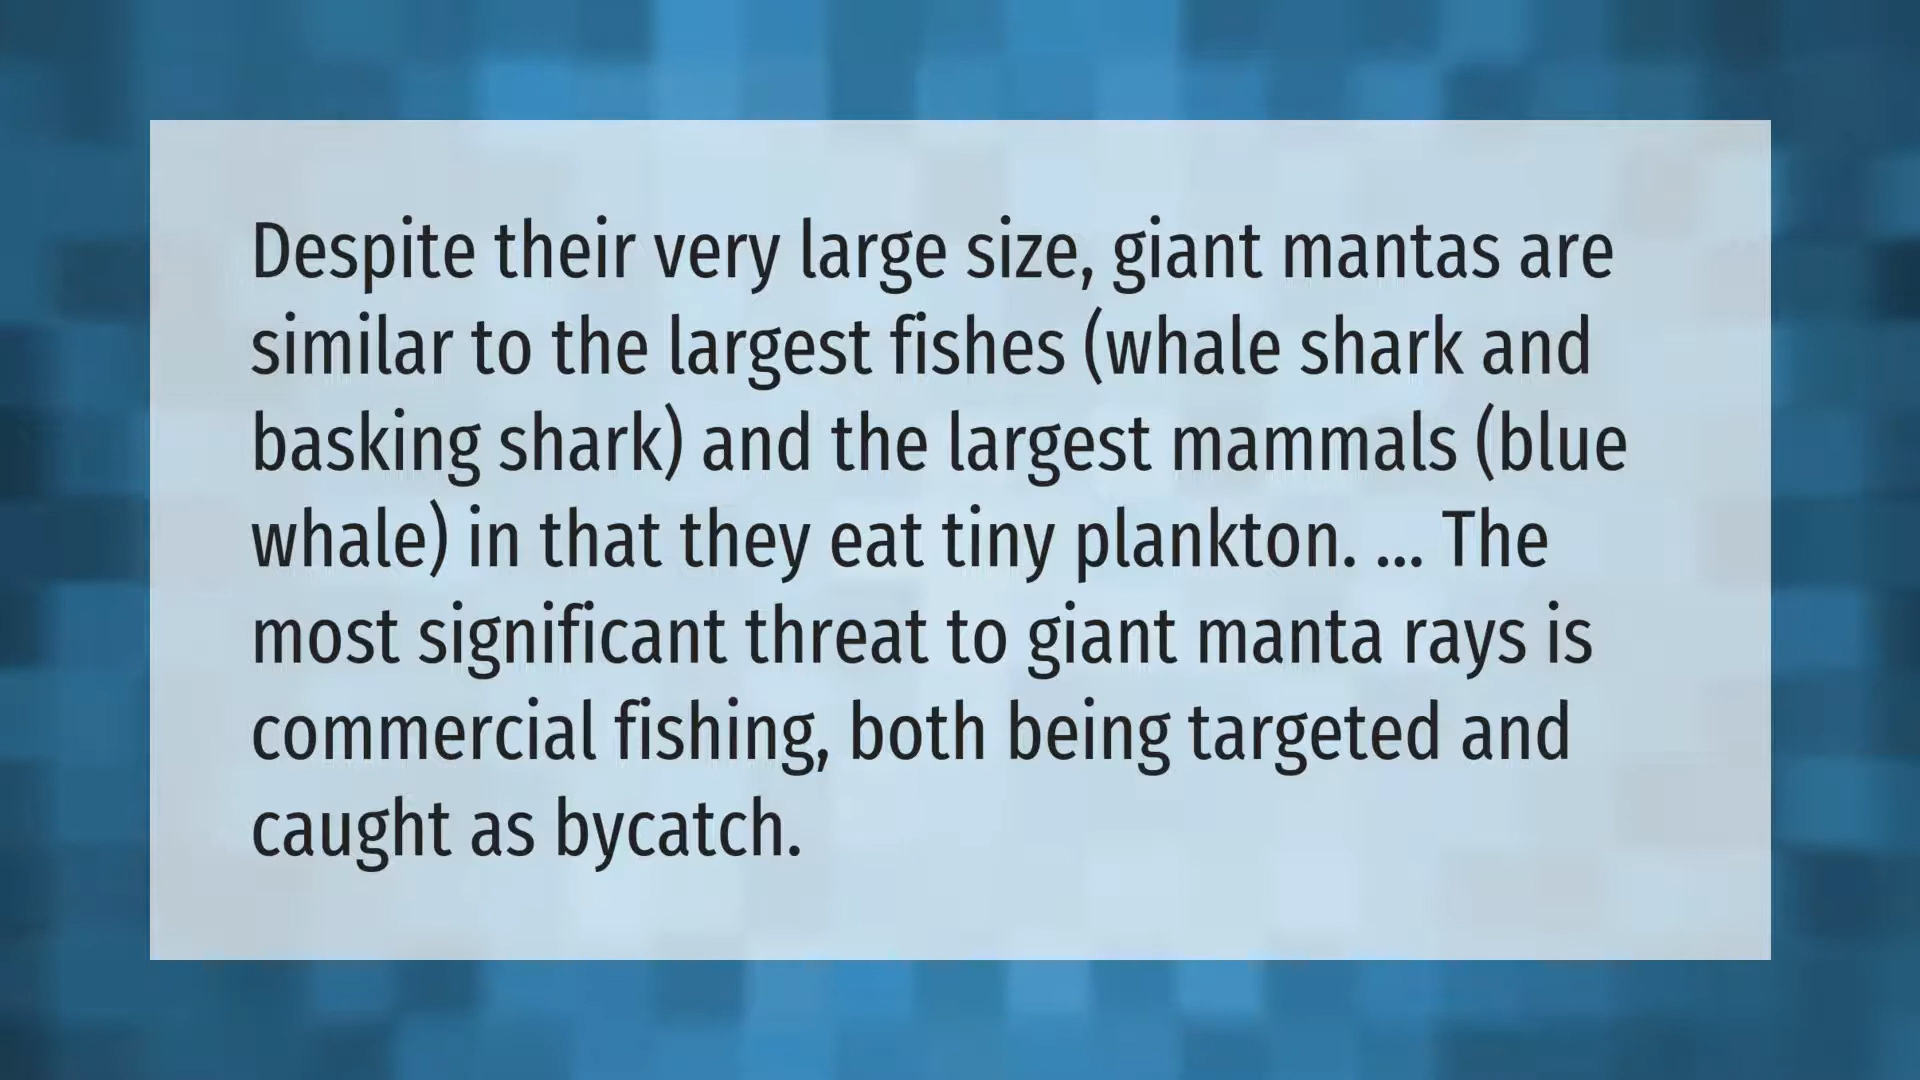 Despite their very large size, giant mantas are
similar to the largest fishes (whale shark and
basking shark) and the largest mammals (blue
whale) in that they eat tiny plankton. ... The
most significant threat to giant manta rays is
commercial fishing, both being targeted and
caught as bycatch.